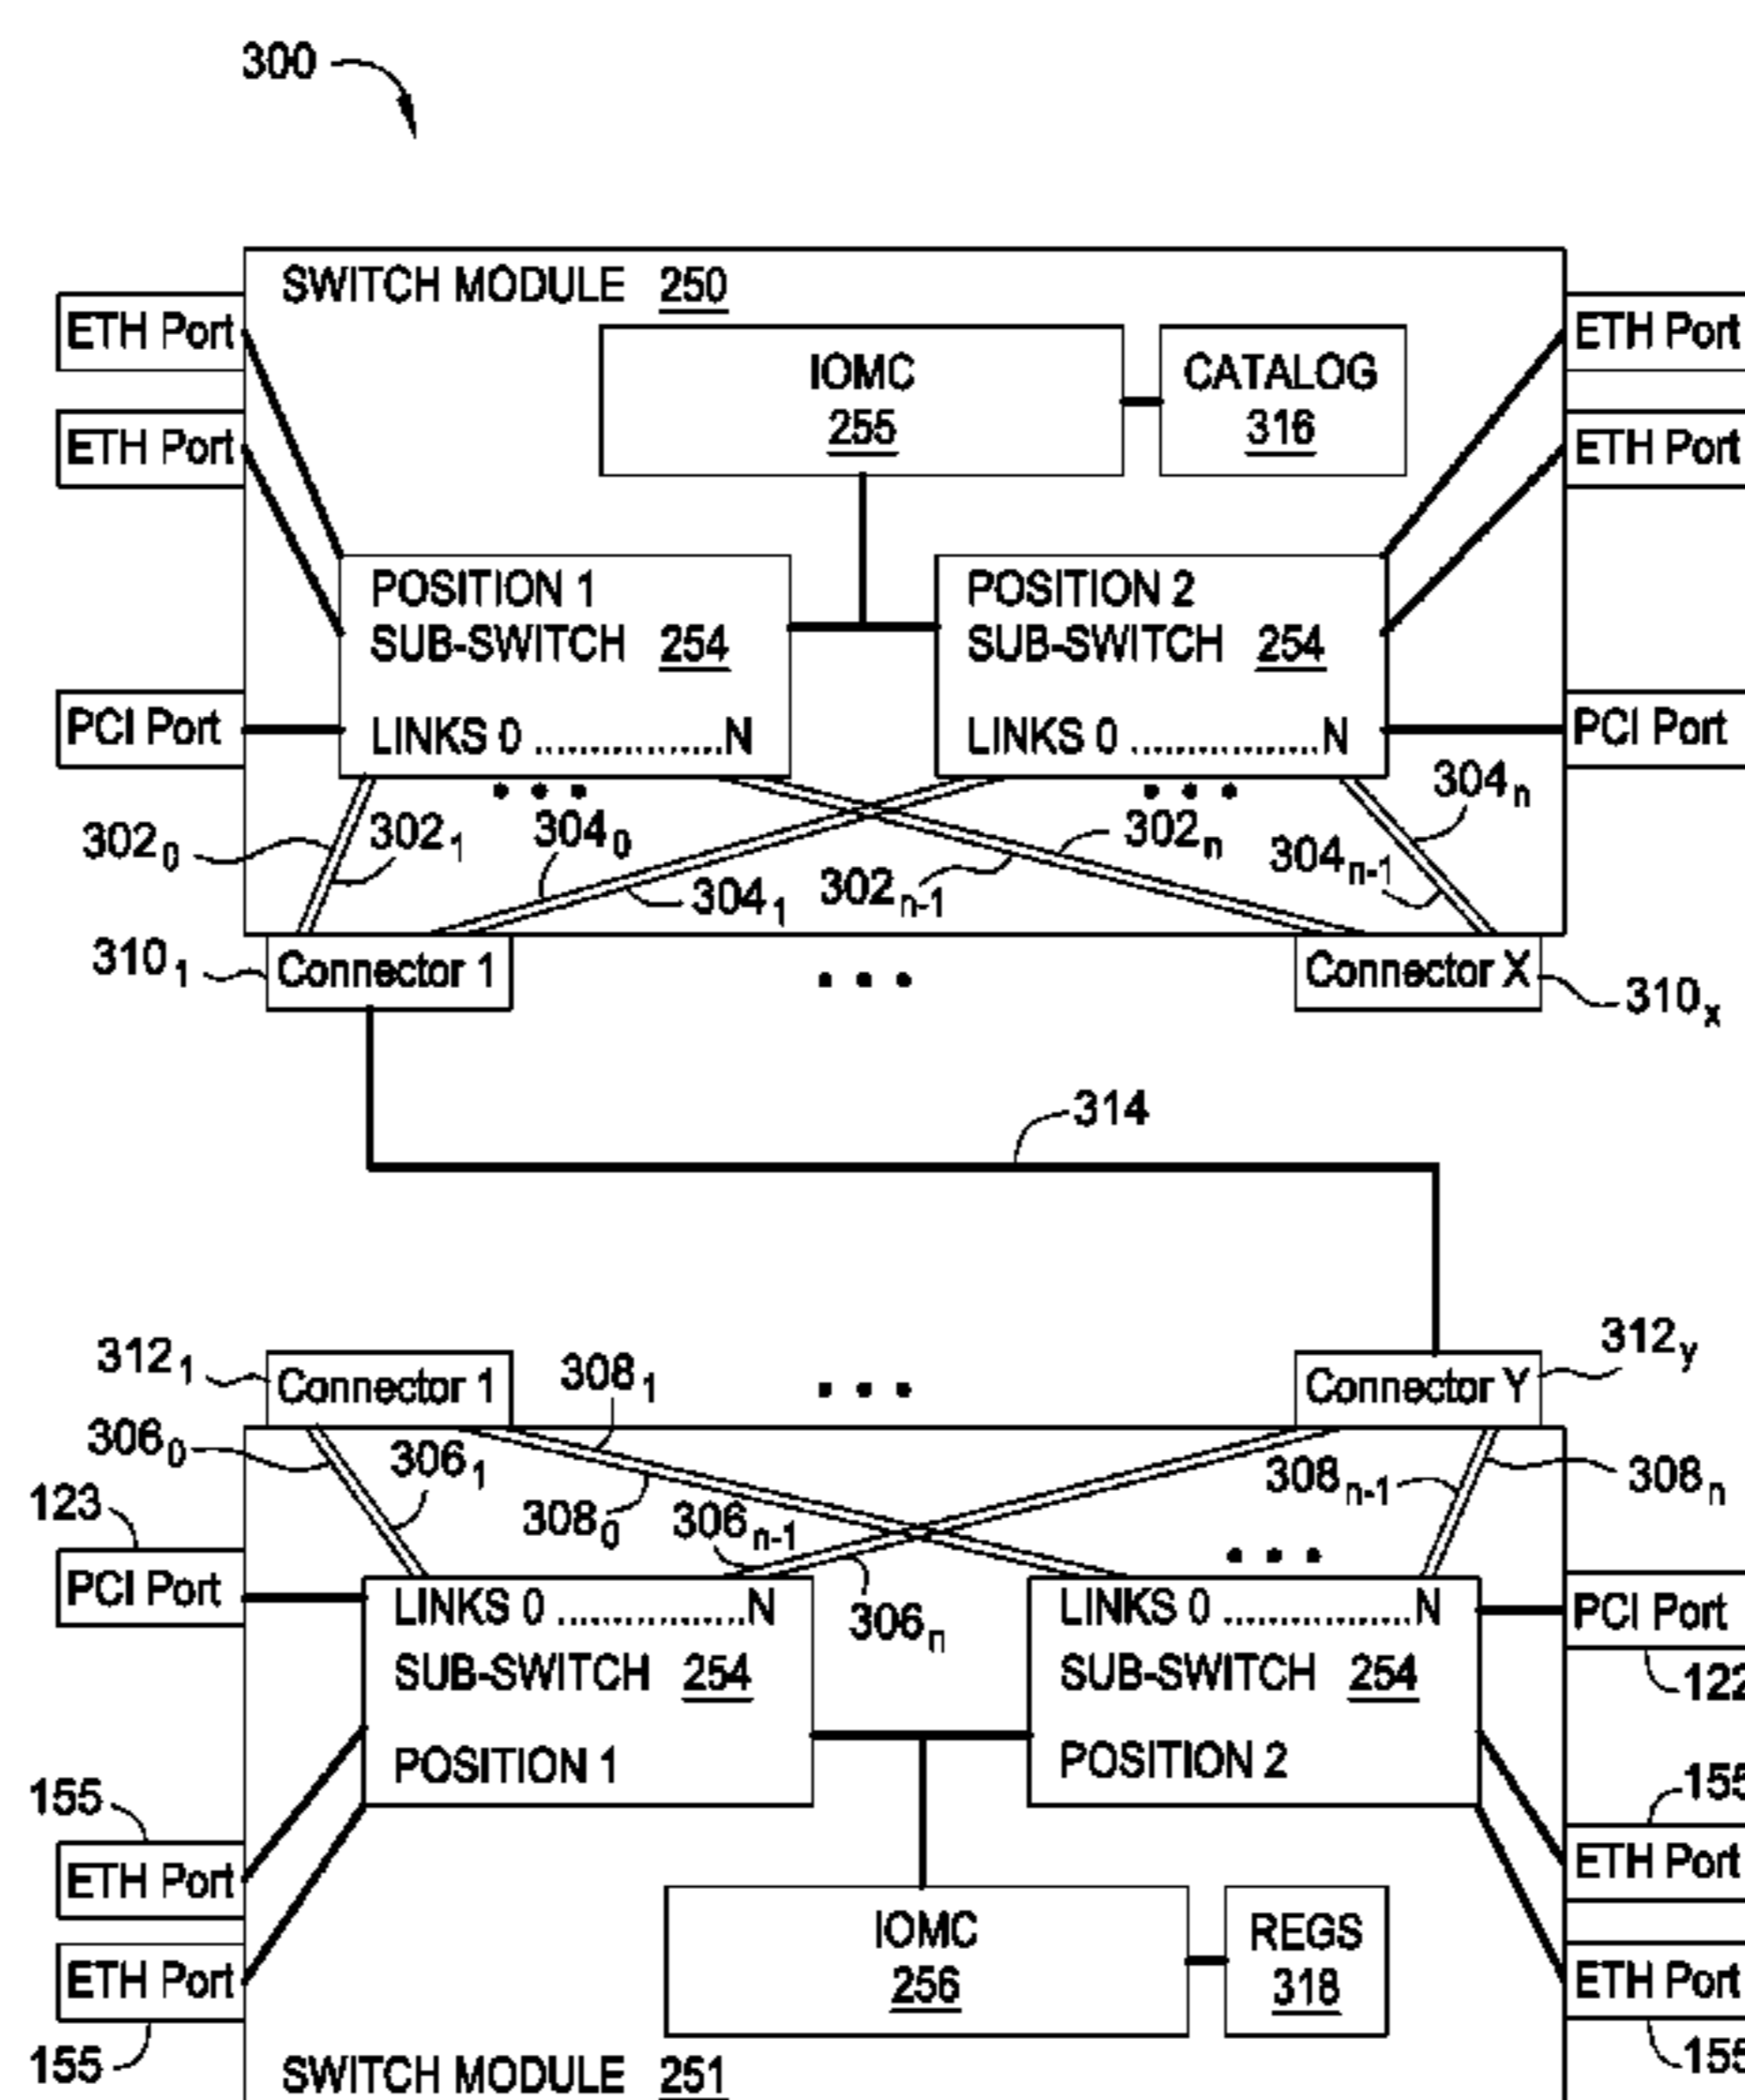 300
SWITCH MODULE 250
ETH Port
ETH Port
ETH Port
ETH Port
IOMC
255
CATALOG
316
POSITION 1
SUB-SWITCH 254
LINKS 0 ................N
POSITION 2
SUB-SWITCH 254
LINKS 0 ................N
PCI Port
PCI Port
302₀
302₁
304₀
304₁
302ₙ₋₁
302ₙ
304ₙ₋₁
304ₙ
310₁
Connector 1
• • •
Connector X
310ₓ
314
312₁
Connector 1
308₁
• • •
Connector Y
312y
306₀
306₁
308₀
306ₙ₋₁
306ₙ
308ₙ₋₁
308ₙ
123
PCI Port
LINKS 0 ................N
SUB-SWITCH 254
POSITION 1
LINKS 0 ................N
SUB-SWITCH 254
POSITION 2
PCI Port
122
155
ETH Port
ETH Port
155
155
ETH Port
ETH Port
155
IOMC
256
REGS
318
SWITCH MODULE 251